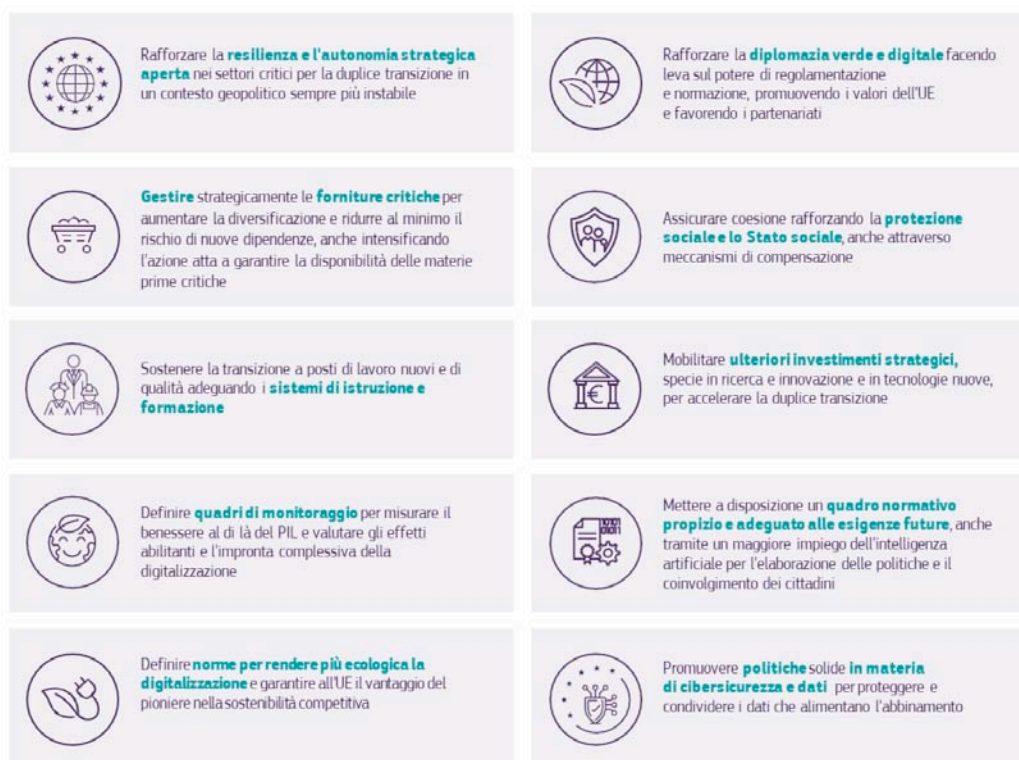 Rafforzare la resilienza e l'autonomia strategica
aperta nei settori critici per la duplice transizione in
un contesto geopolitico sempre più instabile
Rafforzare la diplomazia verde e digitale facendo
leva sul potere di regolamentazione
e normazione, promuovendo i valori dell'UE
e favorendo i partenariati
Gestire strategicamente le forniture critiche per
aumentare la diversificazione e ridurre al minimo il
rischio di nuove dipendenze, anche intensificando
l'azione atta a garantire la disponibilità delle materie
prime critiche
Assicurare coesione rafforzando la protezione
sociale e lo Stato sociale, anche attraverso
meccanismi di compensazione
Sostenere la transizione a posti di lavoro nuovi e di
qualità adeguando i sistemi di istruzione e
formazione
Mobilitare ulteriori investimenti strategici,
specie in ricerca e innovazione e in tecnologie nuove,
per accelerare la duplice transizione
Definire quadri di monitoraggio per misurare il
benessere al di là del PIL e valutare gli effetti
abilitanti e l'impronta complessiva della
digitalizzazione
Mettere a disposizione un quadro normativo
propizio e adeguato alle esigenze future, anche
tramite un maggiore impiego dell'intelligenza
artificiale per l'elaborazione delle politiche e il
coinvolgimento dei cittadini
Definire norme per rendere più ecologica la
digitalizzazione e garantire all'UE il vantaggio del
pioniere nella sostenibilità competitiva
Promuovere politiche solide in materia
di cibersicurezza e dati per proteggere e
condividere i dati che alimentano l'abbinamento